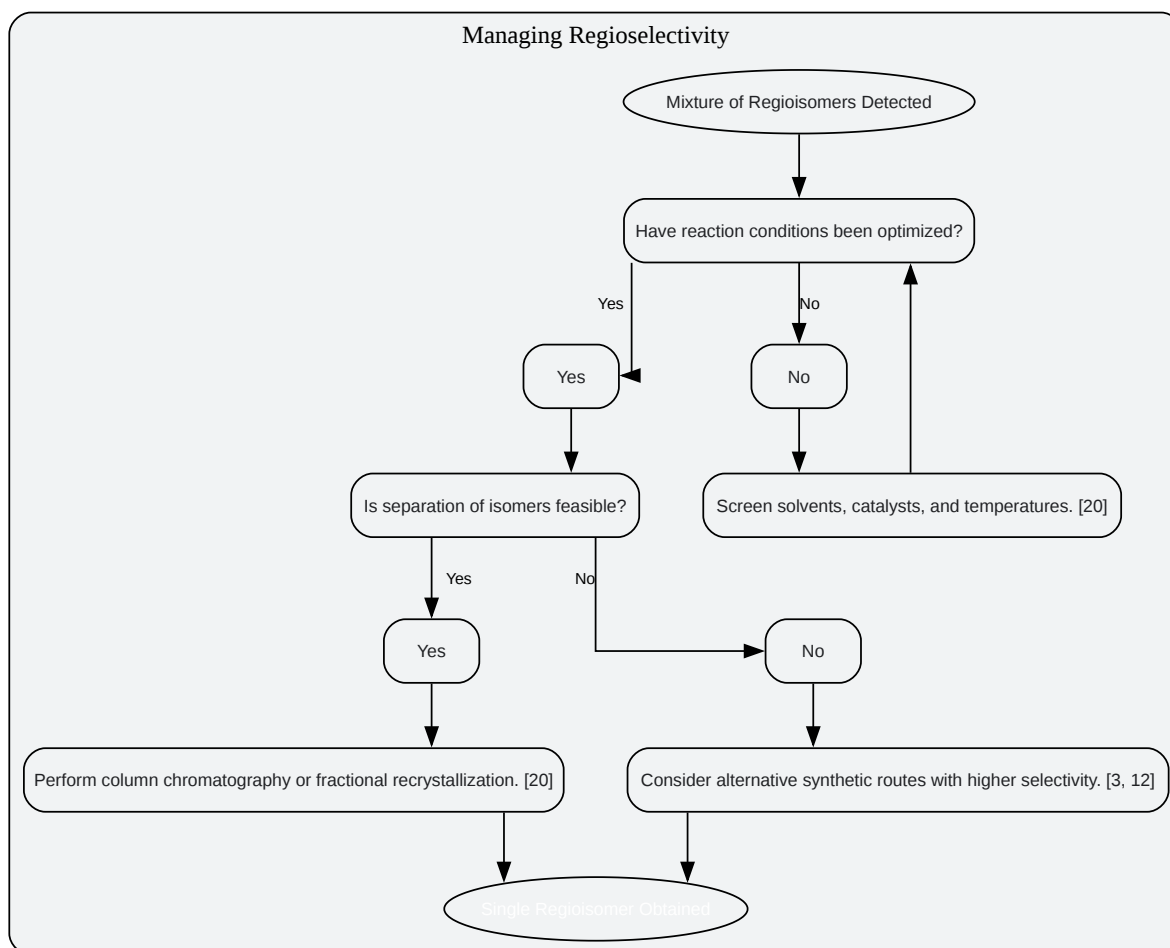 Managing Regioselectivity
Mixture of Regioisomers Detected
Have reaction conditions been optimized?
Yes
No
Yes
No
Is separation of isomers feasible?
Screen solvents, catalysts, and temperatures. [20]
Yes
No
Yes
No
Perform column chromatography or fractional recrystallization. [20]
Consider alternative synthetic routes with higher selectivity. [3, 12]
Single Regioisomer Obtained